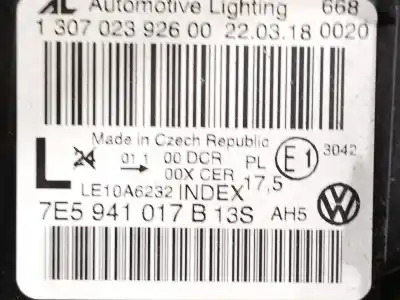 AL Automotive Lighting 668
1 307 023 926 00 22.03.18 0020
Made in Czech Republic
L 24 01 1 00 DCR PL E1 3042
00X CER 17,5
LE10A6232 INDEX
7E5 941 017 B 13S AH5